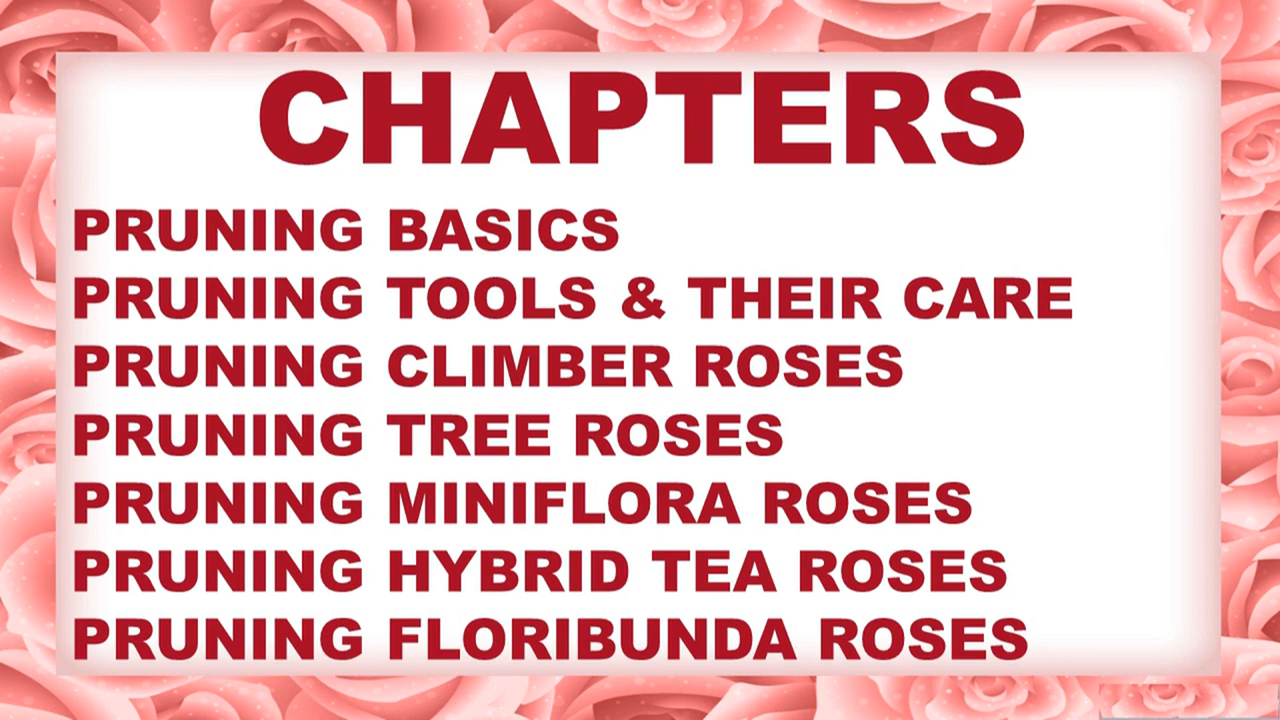 CHAPTERS
PRUNING BASICS
PRUNING TOOLS & THEIR CARE
PRUNING CLIMBER ROSES
PRUNING TREE ROSES
PRUNING MINIFLORA ROSES
PRUNING HYBRID TEA ROSES
PRUNING FLORIBUNDA ROSES